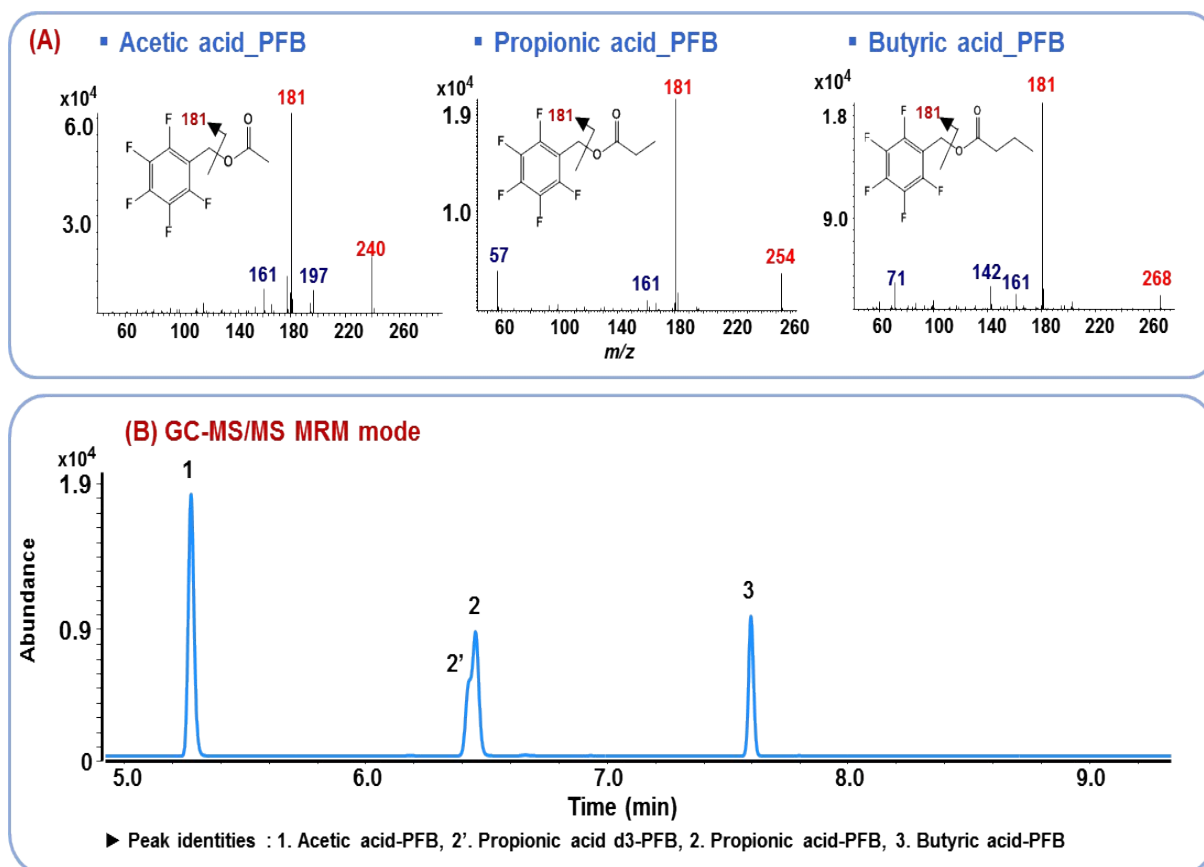 (A)
▪ Acetic acid_PFB
▪ Propionic acid_PFB
▪ Butyric acid_PFB
x10⁴
6.0
3.0
181
181
F
F
F
F
F
O
O
161
197
240
60 100 140 180 220 260
x10⁴
1.9
1.0
181
181
F
F
F
F
F
O
O
57
161
254
60 100 140 180 220 260
m/z
x10⁴
1.8
9.0
181
181
F
F
F
F
F
O
O
71
142
161
268
60 100 140 180 220 260
(B) GC-MS/MS MRM mode
x10⁴
1.9
0.9
0
Abundance
1
2'
2
3
5.0 6.0 7.0 8.0 9.0
Time (min)
► Peak identities : 1. Acetic acid-PFB, 2’. Propionic acid d3-PFB, 2. Propionic acid-PFB, 3. Butyric acid-PFB